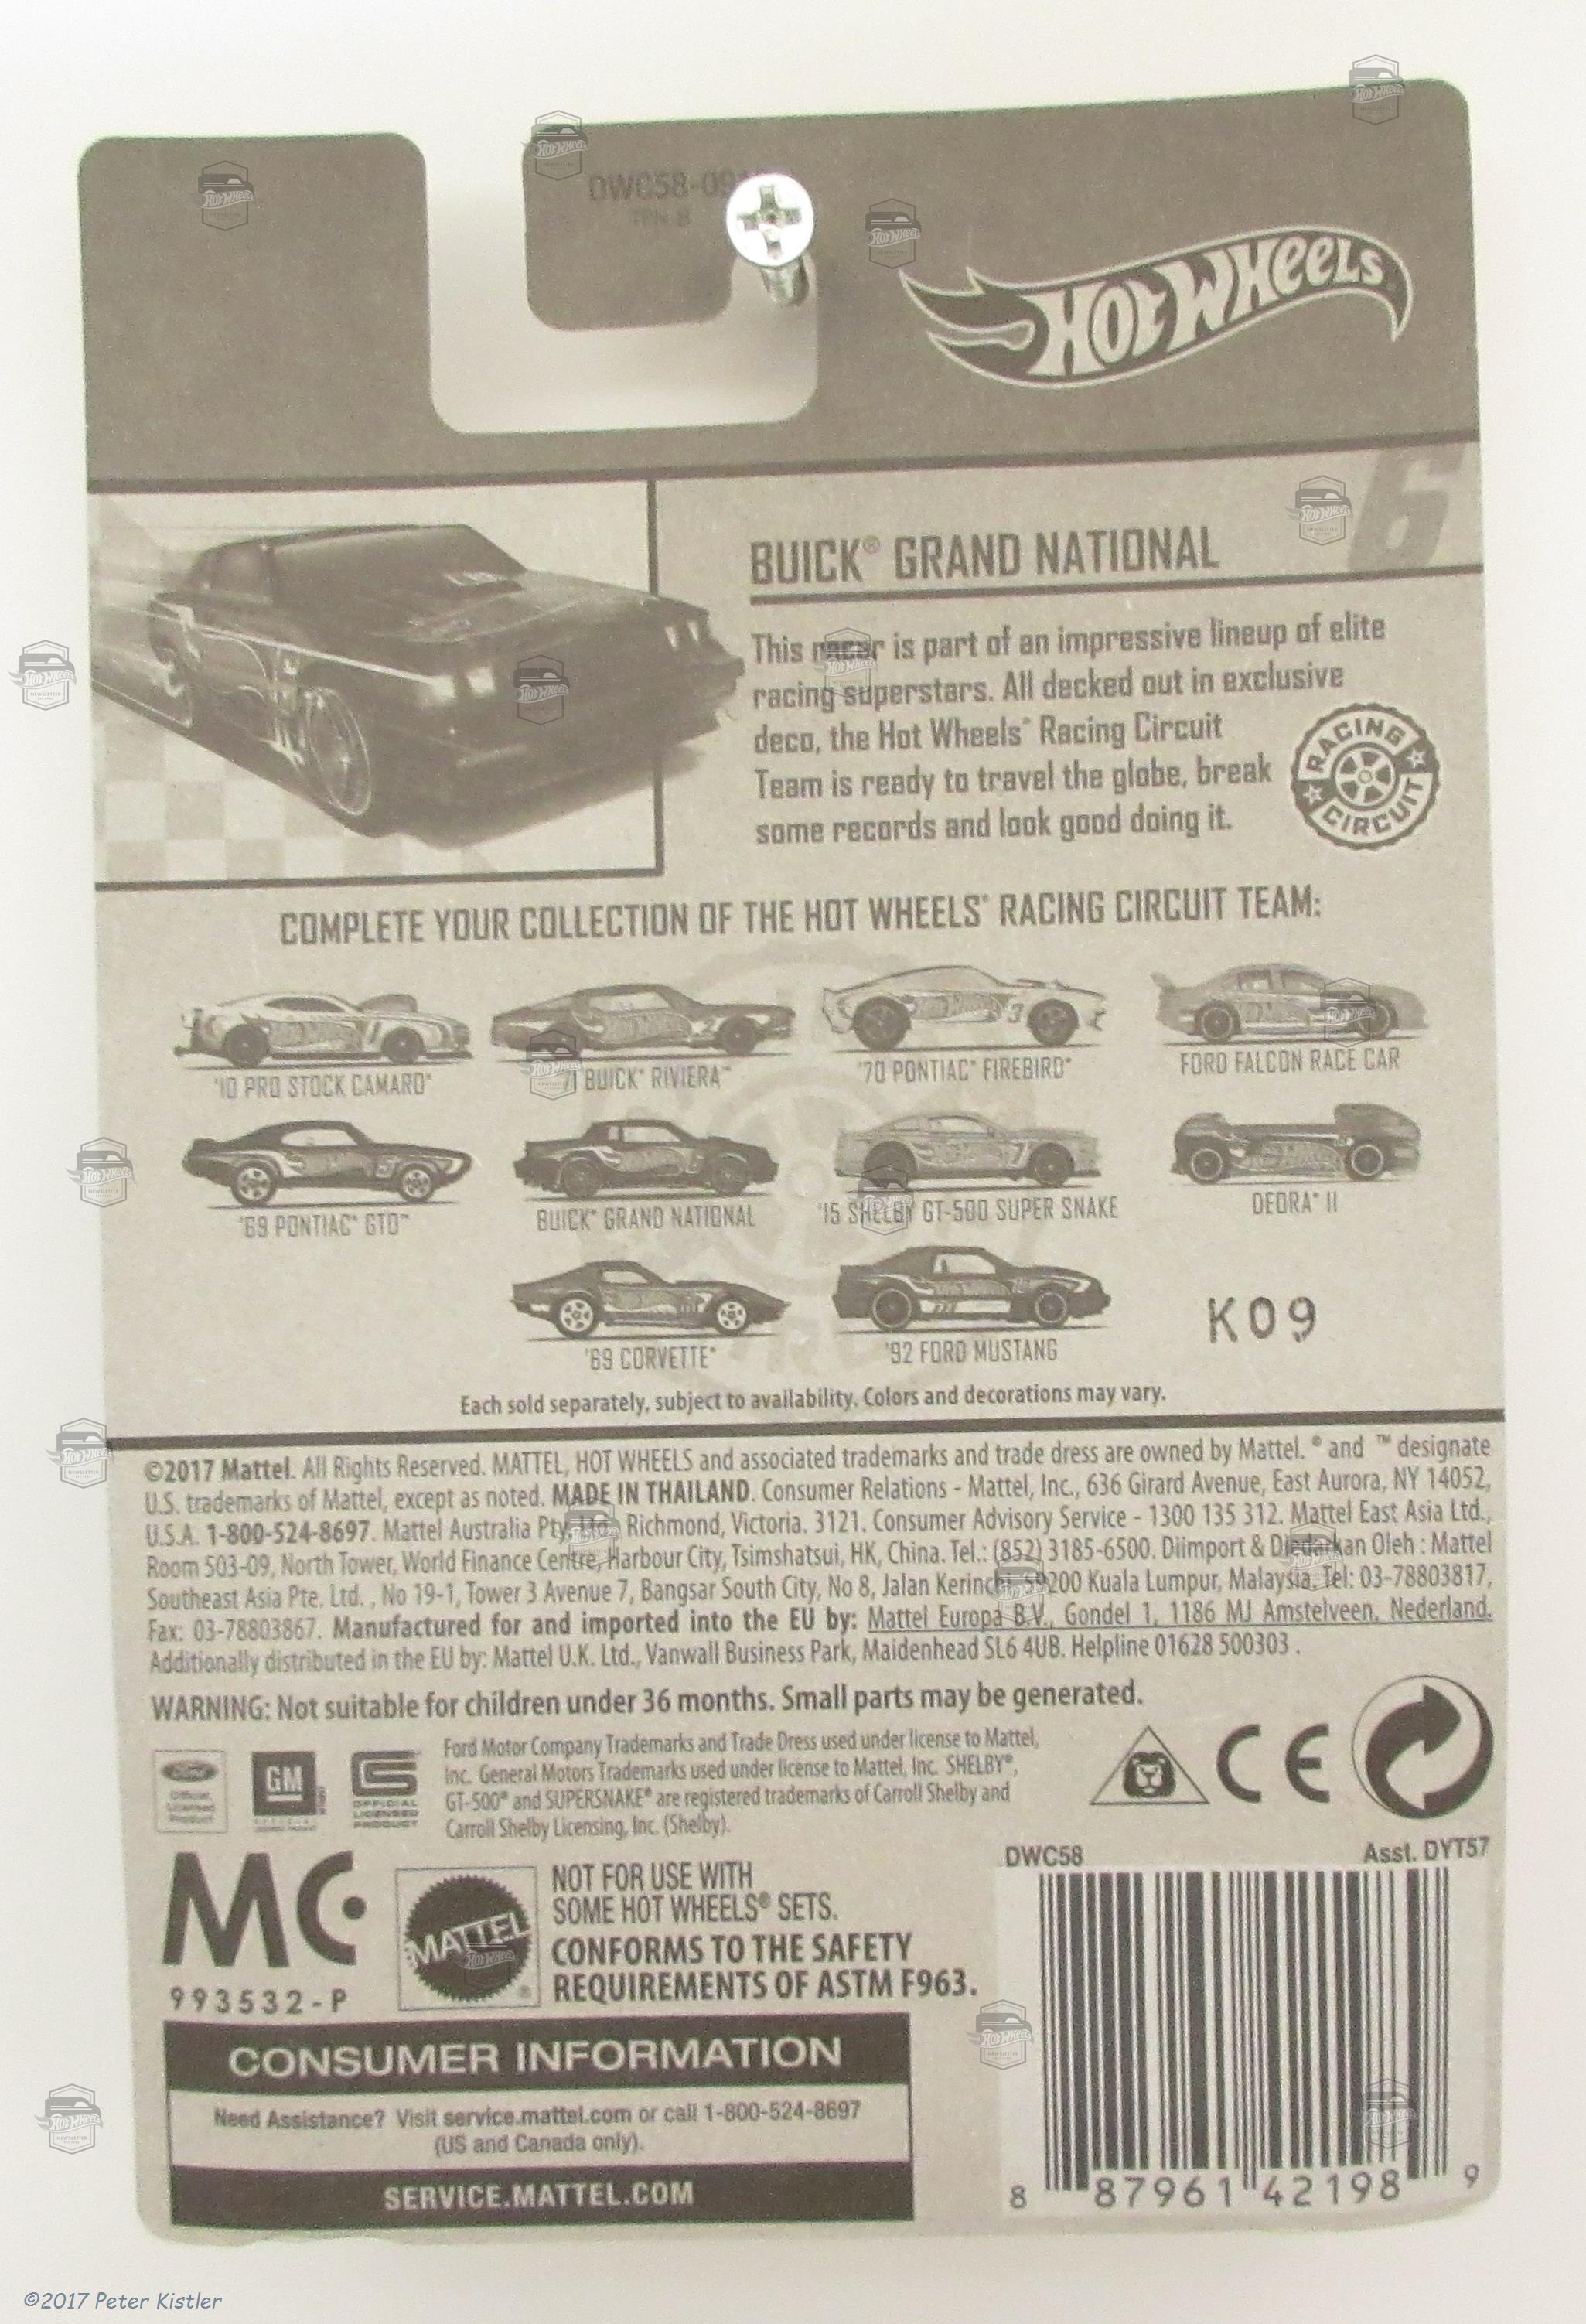 DWC58-09
HOT WHEELS
6
BUICK® GRAND NATIONAL
This racer is part of an impressive lineup of elite
racing superstars. All decked out in exclusive
deco, the Hot Wheels® Racing Circuit
Team is ready to travel the globe, break
some records and look good doing it.
RACING CIRCUIT
COMPLETE YOUR COLLECTION OF THE HOT WHEELS® RACING CIRCUIT TEAM:
'10 PRO STOCK CAMARO®
'71 BUICK® RIVIERA™
'70 PONTIAC® FIREBIRD®
FORD FALCON RACE CAR
'69 PONTIAC® GTO™
BUICK® GRAND NATIONAL
'15 SHELBY GT-500 SUPER SNAKE
DEORA® II
'69 CORVETTE®
'92 FORD MUSTANG
K09
Each sold separately, subject to availability. Colors and decorations may vary.
©2017 Mattel. All Rights Reserved. MATTEL, HOT WHEELS and associated trademarks and trade dress are owned by Mattel. ® and ™ designate
U.S. trademarks of Mattel, except as noted. MADE IN THAILAND. Consumer Relations - Mattel, Inc., 636 Girard Avenue, East Aurora, NY 14052,
U.S.A. 1-800-524-8697. Mattel Australia Pty., Ltd., Richmond, Victoria. 3121. Consumer Advisory Service - 1300 135 312. Mattel East Asia Ltd.,
Room 503-09, North Tower, World Finance Centre, Harbour City, Tsimshatsui, HK, China. Tel.: (852) 3185-6500. Diimport & Diedarkan Oleh : Mattel
Southeast Asia Pte. Ltd. , No 19-1, Tower 3 Avenue 7, Bangsar South City, No 8, Jalan Kerinchi, 59200 Kuala Lumpur, Malaysia. Tel: 03-78803817,
Fax: 03-78803867. Manufactured for and imported into the EU by: Mattel Europa B.V., Gondel 1, 1186 MJ Amstelveen, Nederland.
Additionally distributed in the EU by: Mattel U.K. Ltd., Vanwall Business Park, Maidenhead SL6 4UB. Helpline 01628 500303 .
WARNING: Not suitable for children under 36 months. Small parts may be generated.
Ford
Official
Licensed
Product
GM
OFFICIAL
LICENSED
PRODUCT
Ford Motor Company Trademarks and Trade Dress used under license to Mattel,
Inc. General Motors Trademarks used under license to Mattel, Inc. SHELBY®,
GT-500® and SUPERSNAKE® are registered trademarks of Carroll Shelby and
Carroll Shelby Licensing, Inc. (Shelby).
CE
MC
993532-P
MATTEL®
NOT FOR USE WITH
SOME HOT WHEELS® SETS.
CONFORMS TO THE SAFETY
REQUIREMENTS OF ASTM F963.
DWC58 Asst. DYT57
8 87961 42198 9
CONSUMER INFORMATION
Need Assistance? Visit service.mattel.com or call 1-800-524-8697
(US and Canada only).
SERVICE.MATTEL.COM
©2017 Peter Kistler